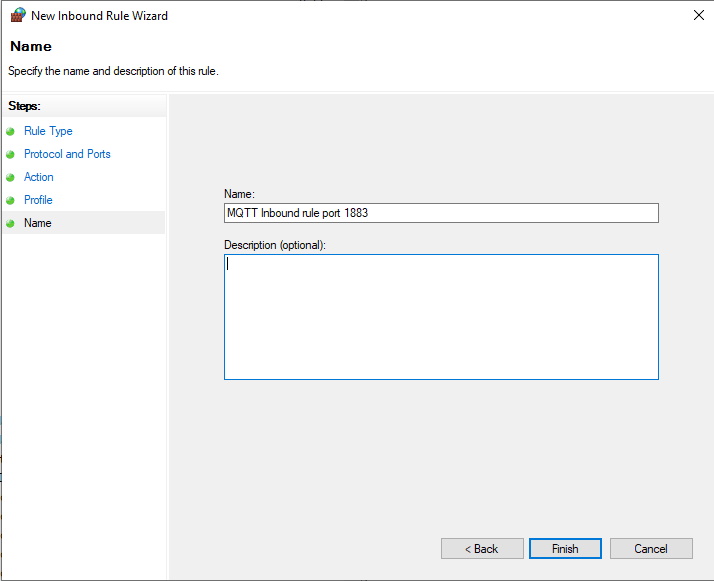 New Inbound Rule Wizard
Name
Specify the name and description of this rule.
Steps:
Rule Type
Protocol and Ports
Action
Profile
Name
Name:
MQTT Inbound rule port 1883
Description (optional):
< Back
Finish
Cancel